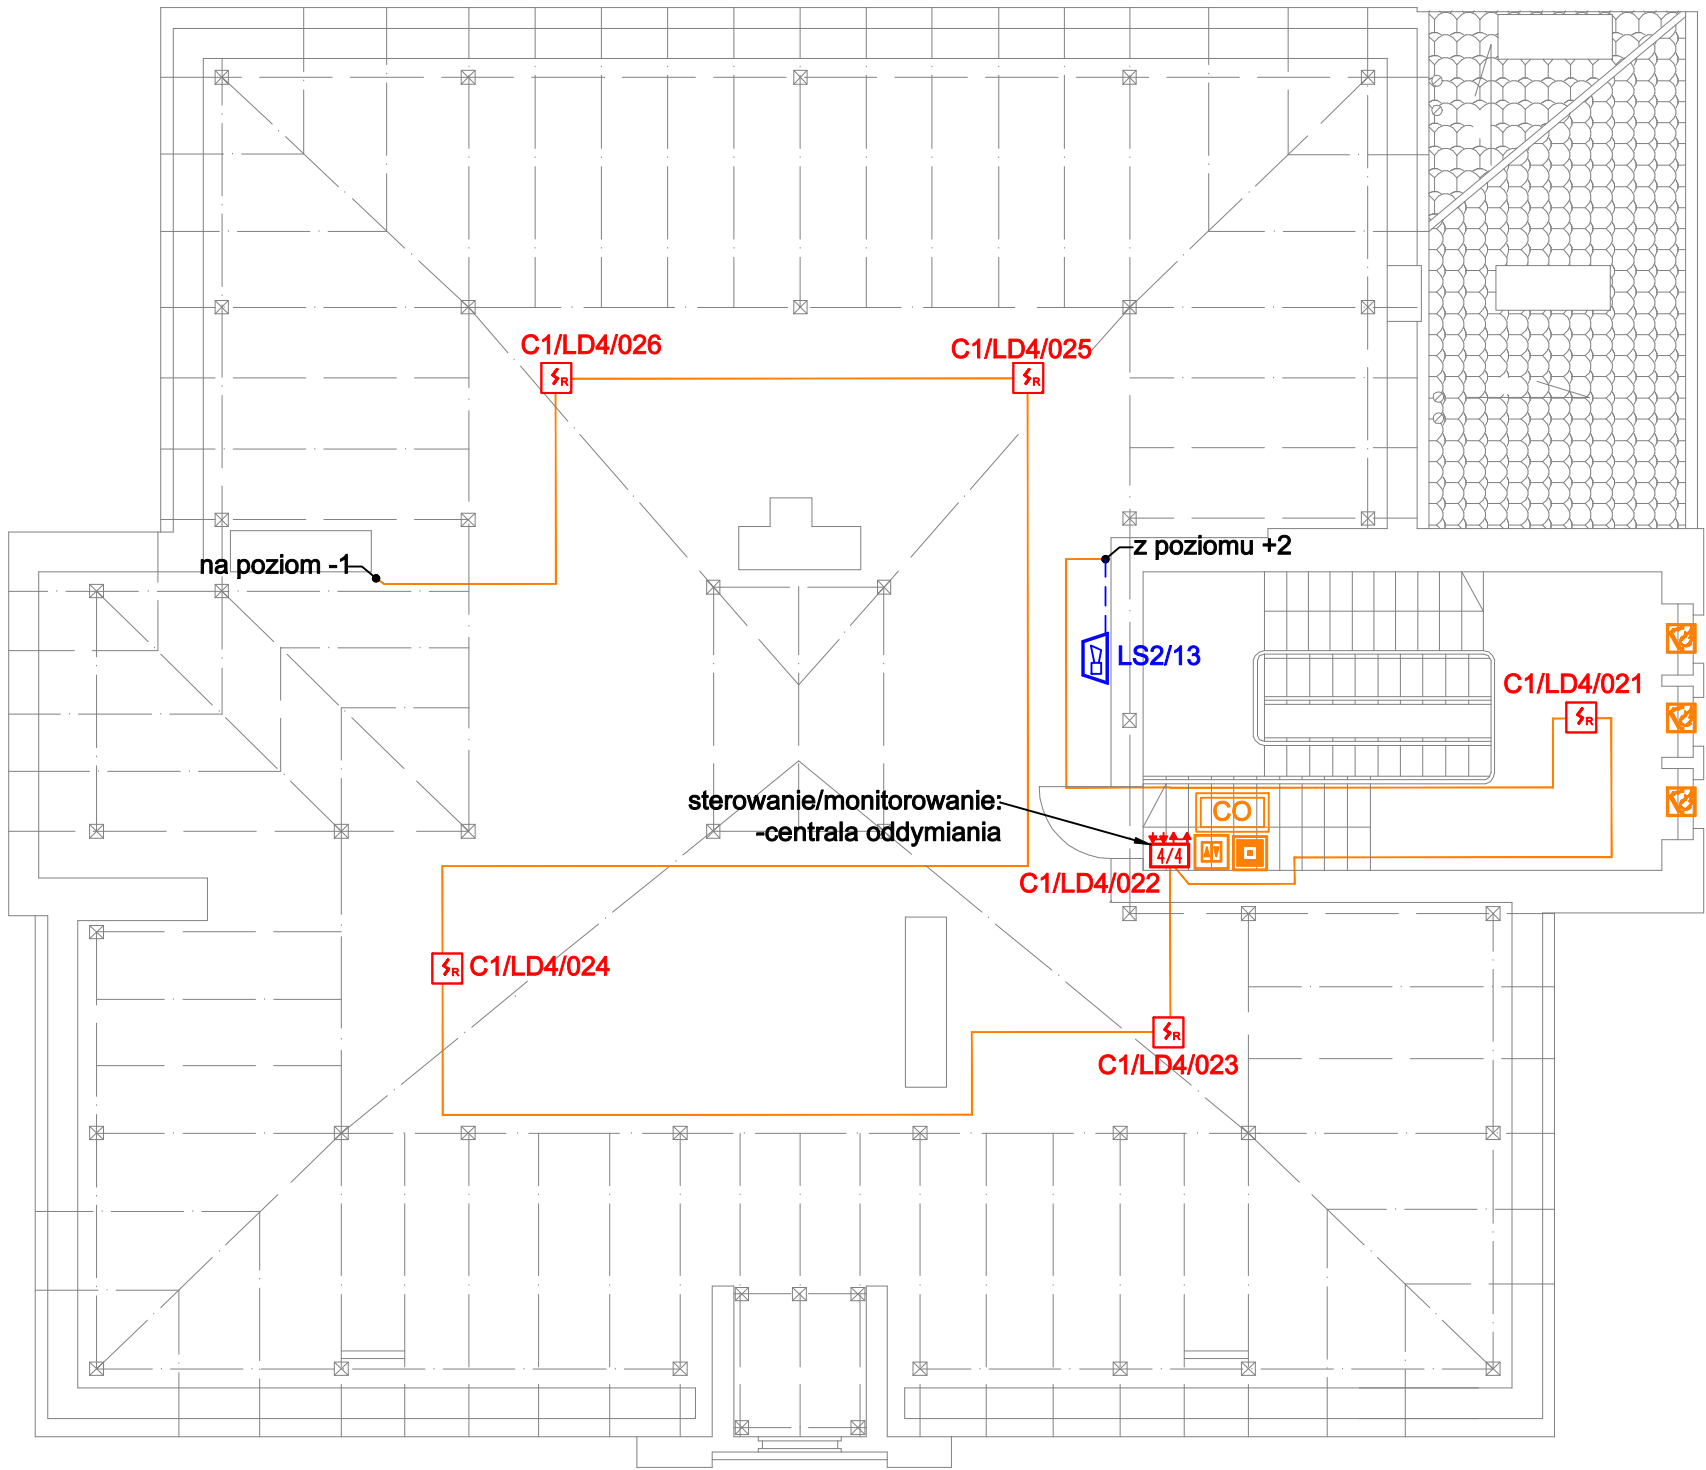 C1/LD4/026
C1/LD4/025
R
R
z poziomu +2
na poziom -1
LS2/13
C1/LD4/021
R
sterowanie/monitorowanie:
-centrala oddymiania
CO
4/4
C1/LD4/022
C1/LD4/024
R
R
C1/LD4/023